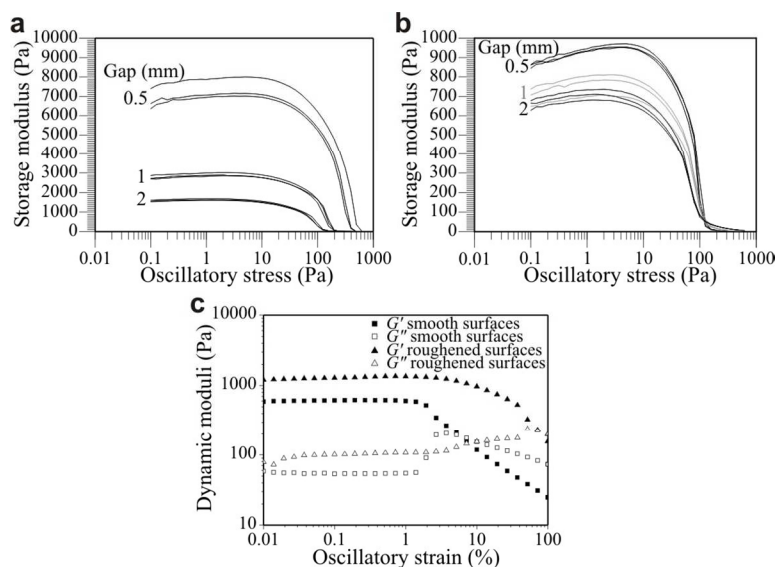 a
Storage modulus (Pa)
10000
9000
8000
7000
6000
5000
4000
3000
2000
1000
0
Gap (mm)
0.5
1
2
0.01 0.1 1 10 100 1000
Oscillatory stress (Pa)
b
Storage modulus (Pa)
1000
900
800
700
600
500
400
300
200
100
0
Gap (mm)
0.5
1
2
0.01 0.1 1 10 100 1000
Oscillatory stress (Pa)
c
Dynamic moduli (Pa)
10000
1000
100
10
G′ smooth surfaces
G″ smooth surfaces
G′ roughened surfaces
G″ roughened surfaces
0.01 0.1 1 10 100
Oscillatory strain (%)